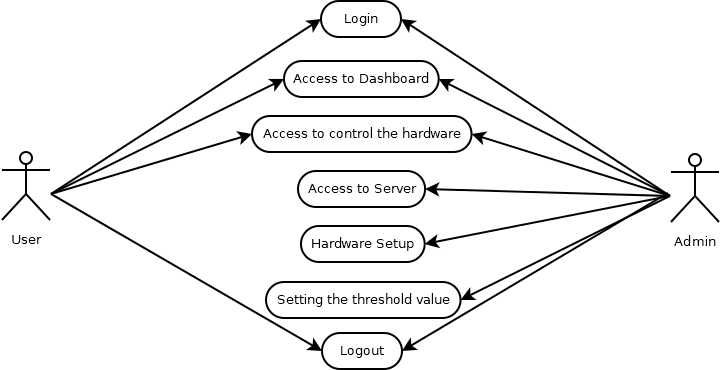 Login
Access to Dashboard
Access to control the hardware
Access to Server
User
Admin
Hardware Setup
Setting the threshold value
Logout